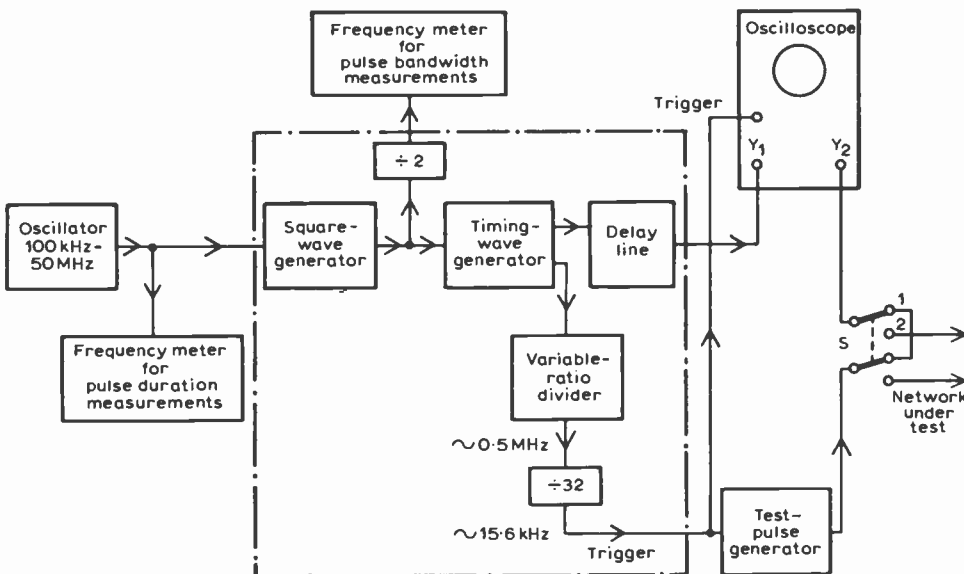 Frequency meter
for
pulse bandwidth
measurements
Oscilloscope
Trigger
Y1
Y2
÷2
Oscillator
100kHz-
50MHz
Square-
wave
generator
Timing-
wave
generator
Delay
line
1
2
S
Frequency meter
for
pulse duration
measurements
Variable-
ratio
divider
Network
under
test
~0·5MHz
÷32
~15·6kHz
Trigger
Test-
pulse
generator